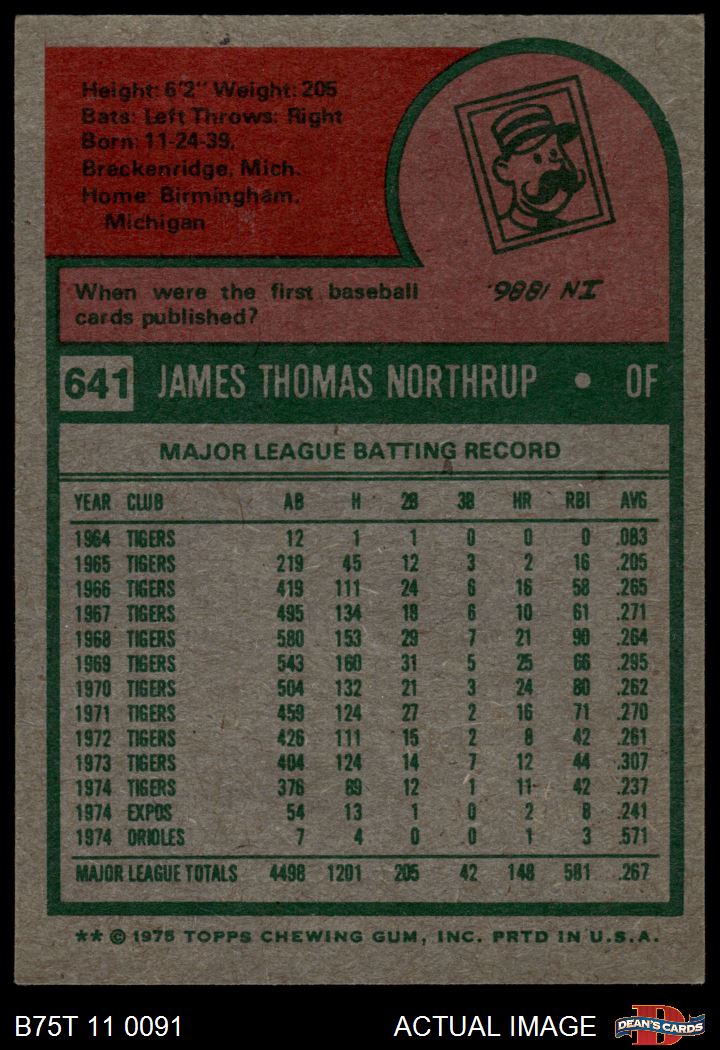 Height: 6'2" Weight: 205
Bats: Left Throws: Right
Born: 11-24-39,
Breckenridge, Mich.
Home: Birmingham,
Michigan
When were the first baseball
cards published?
IN 1886.
641 JAMES THOMAS NORTHRUP • OF
MAJOR LEAGUE BATTING RECORD
YEAR CLUB AB H 2B 3B HR RBI AVG
1964 TIGERS 12 1 1 0 0 0 .083
1965 TIGERS 219 45 12 3 2 16 .205
1966 TIGERS 419 111 24 6 16 58 .265
1967 TIGERS 495 134 18 6 10 61 .271
1968 TIGERS 580 153 29 7 21 90 .264
1969 TIGERS 543 160 31 5 25 66 .295
1970 TIGERS 504 132 21 3 24 80 .262
1971 TIGERS 459 124 27 2 16 71 .270
1972 TIGERS 426 111 15 2 8 42 .261
1973 TIGERS 404 124 14 7 12 44 .307
1974 TIGERS 376 89 12 1 11 42 .237
1974 EXPOS 54 13 1 0 2 8 .241
1974 ORIOLES 7 4 0 0 1 3 .571
MAJOR LEAGUE TOTALS 4498 1201 205 42 148 581 .267
** © 1975 TOPPS CHEWING GUM, INC. PRTD IN U.S.A.
B75T 11 0091 ACTUAL IMAGE DEAN'S CARDS